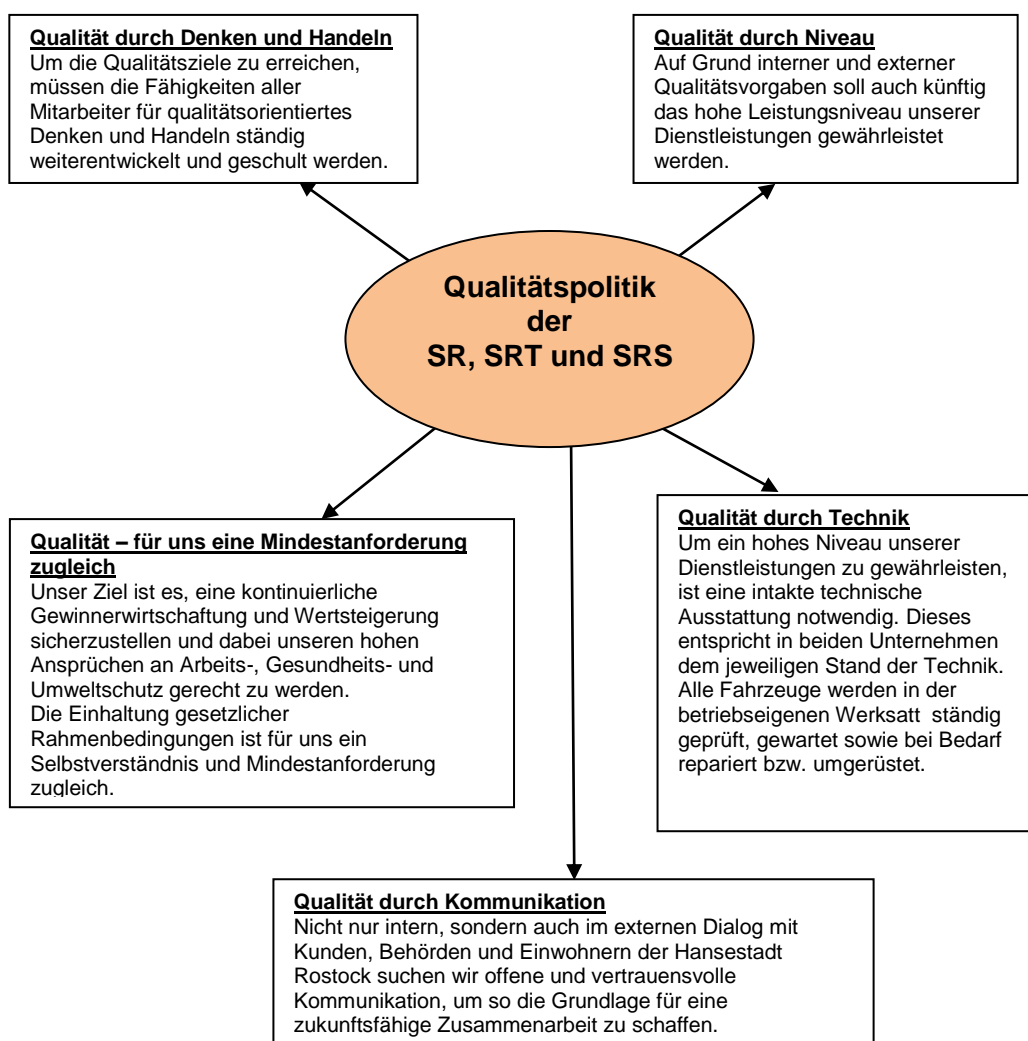 Qualität durch Denken und Handeln
Um die Qualitätsziele zu erreichen,
müssen die Fähigkeiten aller
Mitarbeiter für qualitätsorientiertes
Denken und Handeln ständig
weiterentwickelt und geschult werden.
Qualität durch Niveau
Auf Grund interner und externer
Qualitätsvorgaben soll auch künftig
das hohe Leistungsniveau unserer
Dienstleistungen gewährleistet
werden.
Qualitätspolitik
der
SR, SRT und SRS
Qualität – für uns eine Mindestanforderung
zugleich
Unser Ziel ist es, eine kontinuierliche
Gewinnerwirtschaftung und Wertsteigerung
sicherzustellen und dabei unseren hohen
Ansprüchen an Arbeits-, Gesundheits- und
Umweltschutz gerecht zu werden.
Die Einhaltung gesetzlicher
Rahmenbedingungen ist für uns ein
Selbstverständnis und Mindestanforderung
zugleich.
Qualität durch Technik
Um ein hohes Niveau unserer
Dienstleistungen zu gewährleisten,
ist eine intakte technische
Ausstattung notwendig. Dieses
entspricht in beiden Unternehmen
dem jeweiligen Stand der Technik.
Alle Fahrzeuge werden in der
betriebseigenen Werksatt ständig
geprüft, gewartet sowie bei Bedarf
repariert bzw. umgerüstet.
Qualität durch Kommunikation
Nicht nur intern, sondern auch im externen Dialog mit
Kunden, Behörden und Einwohnern der Hansestadt
Rostock suchen wir offene und vertrauensvolle
Kommunikation, um so die Grundlage für eine
zukunftsfähige Zusammenarbeit zu schaffen.